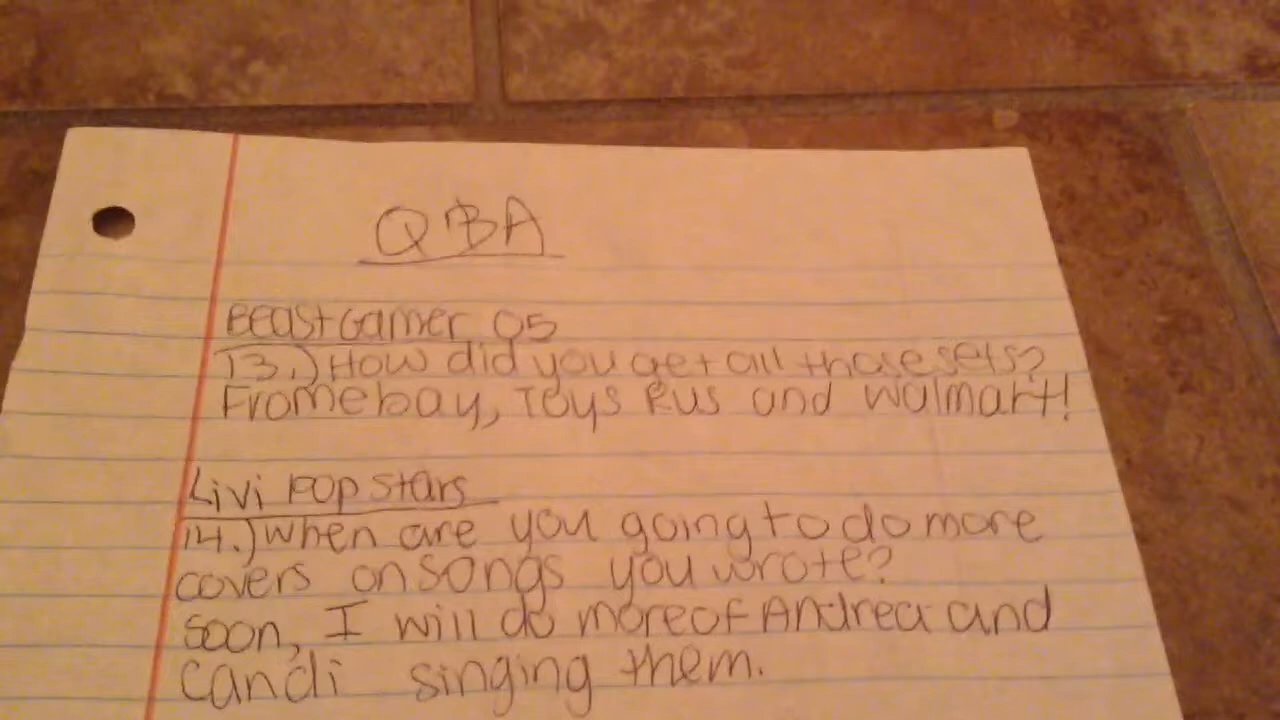 Q&A
BeastGamer 05
13.) How did you get all those sets?
From ebay, Toys R us and Walmart!
Livi Pop stars
14.) When are you going to do more
covers on songs you wrote?
soon, I will do more of Andrea and
Candi singing them.